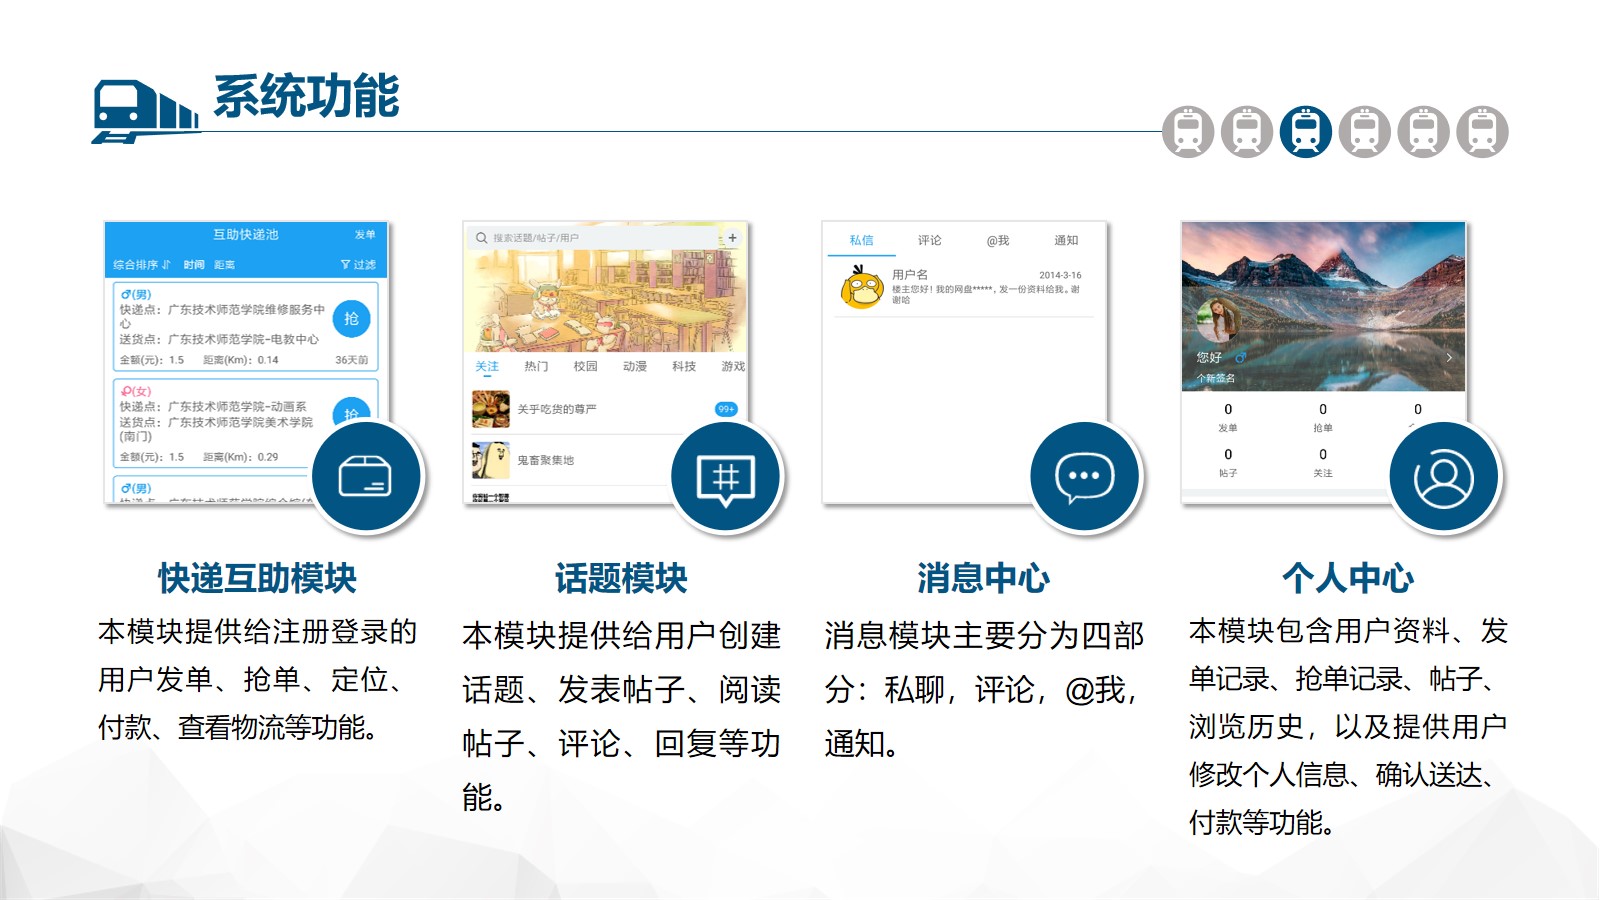 系统功能
互助快递池
发单
综合排序
时间
距离
过滤
(男)
快递点：广东技术师范学院维修服务中
心
送货点：广东技术师范学院-电教中心
金额(元)：1.5
距离(Km)：0.14
36天前
抢
(女)
快递点：广东技术师范学院-动画系
送货点：广东技术师范学院美术学院
(南门)
金额(元)：1.5
距离(Km)：0.29
抢
(男)
搜索话题/帖子/用户
+
关注
热门
校园
动漫
科技
游戏
关乎吃货的尊严
99+
鬼畜聚集地
私信
评论
@我
通知
用户名
2014-3-16
楼主您好！我的网盘*****，发一份资料给我。谢
谢哈
您好
个新签名
0
0
0
发单
抢单
0
0
帖子
关注
快递互助模块
本模块提供给注册登录的
用户发单、抢单、定位、
付款、查看物流等功能。
话题模块
本模块提供给用户创建
话题、发表帖子、阅读
帖子、评论、回复等功
能。
消息中心
消息模块主要分为四部
分：私聊，评论，@我，
通知。
个人中心
本模块包含用户资料、发
单记录、抢单记录、帖子、
浏览历史，以及提供用户
修改个人信息、确认送达、
付款等功能。